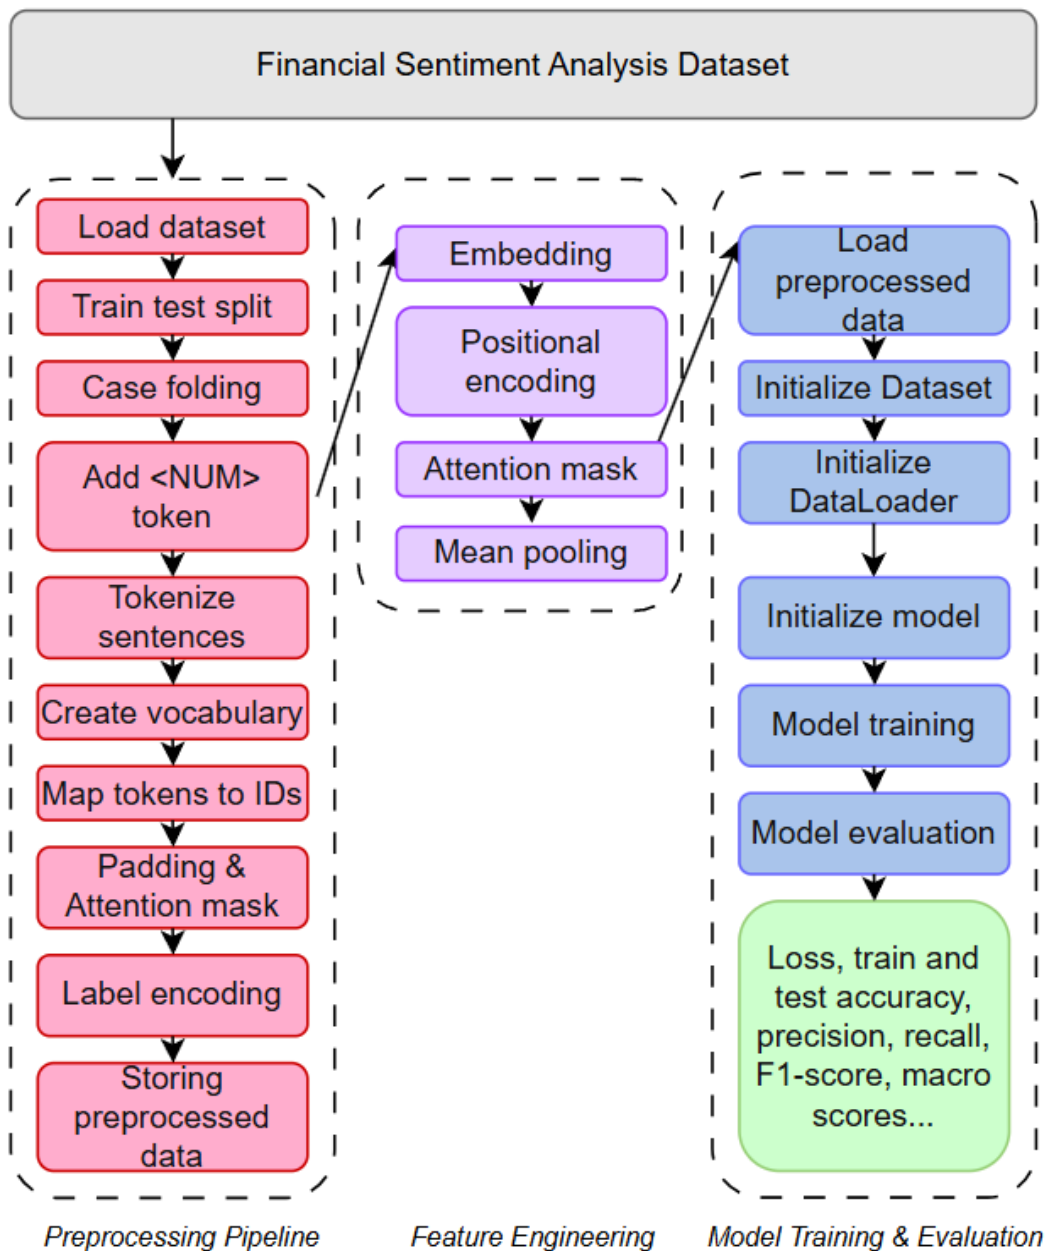 Financial Sentiment Analysis Dataset
Load dataset
Train test split
Case folding
Add <NUM>
token
Tokenize
sentences
Create vocabulary
Map tokens to IDs
Padding &
Attention mask
Label encoding
Storing
preprocessed
data
Preprocessing Pipeline
Embedding
Positional
encoding
Attention mask
Mean pooling
Feature Engineering
Load
preprocessed
data
Initialize Dataset
Initialize
DataLoader
Initialize model
Model training
Model evaluation
Loss, train and
test accuracy,
precision, recall,
F1-score, macro
scores...
Model Training & Evaluation